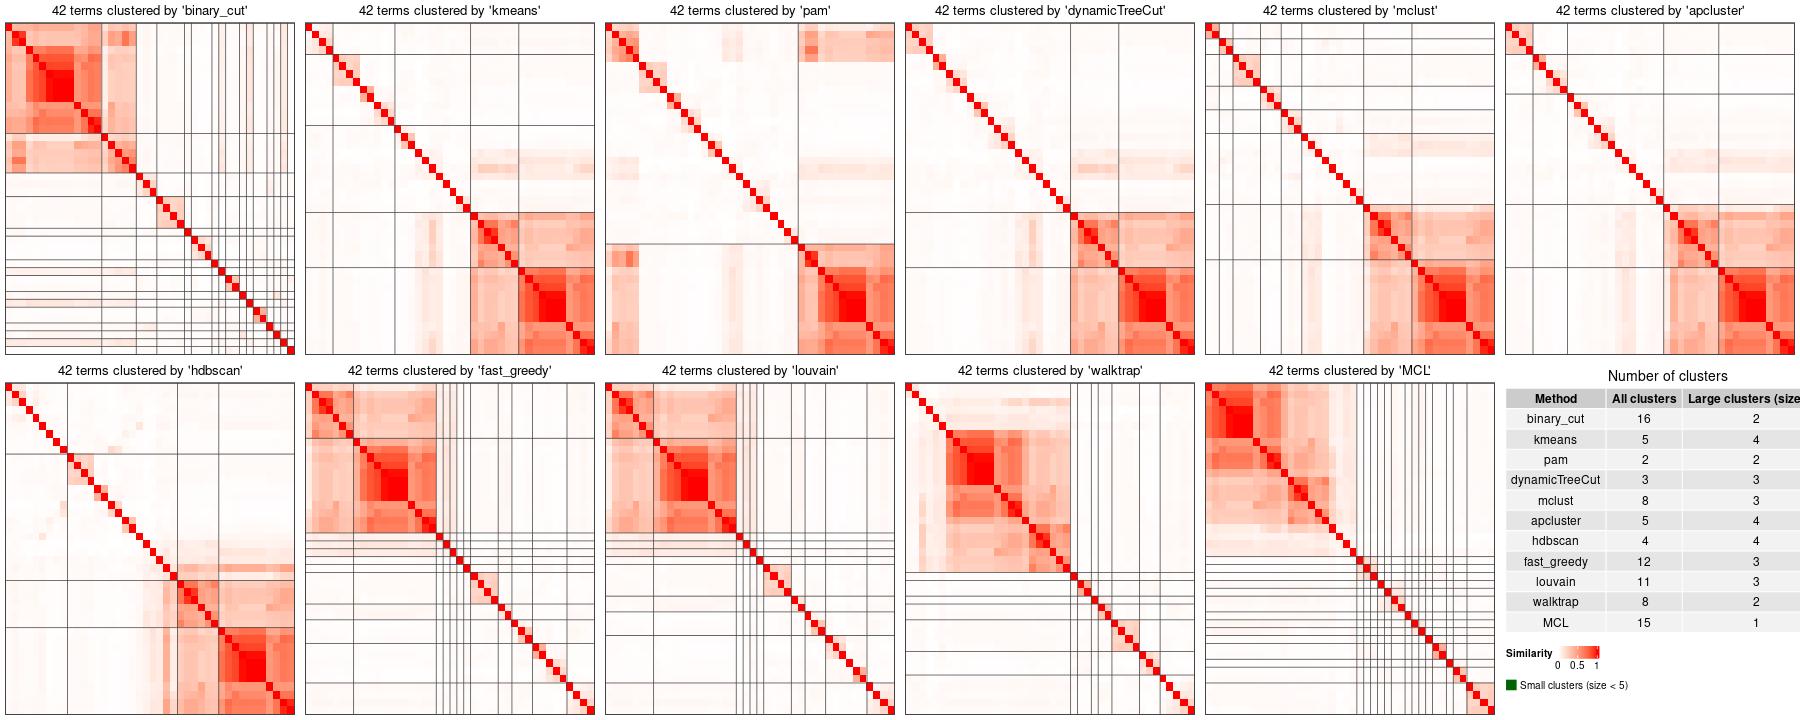 42 terms clustered by 'binary_cut'
42 terms clustered by 'kmeans'
42 terms clustered by 'pam'
42 terms clustered by 'dynamicTreeCut'
42 terms clustered by 'mclust'
42 terms clustered by 'apcluster'
42 terms clustered by 'hdbscan'
42 terms clustered by 'fast_greedy'
42 terms clustered by 'louvain'
42 terms clustered by 'walktrap'
42 terms clustered by 'MCL'
Number of clusters
Method All clusters Large clusters (size
binary_cut 16 2
kmeans 5 4
pam 2 2
dynamicTreeCut 3 3
mclust 8 3
apcluster 5 4
hdbscan 4 4
fast_greedy 12 3
louvain 11 3
walktrap 8 2
MCL 15 1
Similarity
0 0.5 1
Small clusters (size < 5)